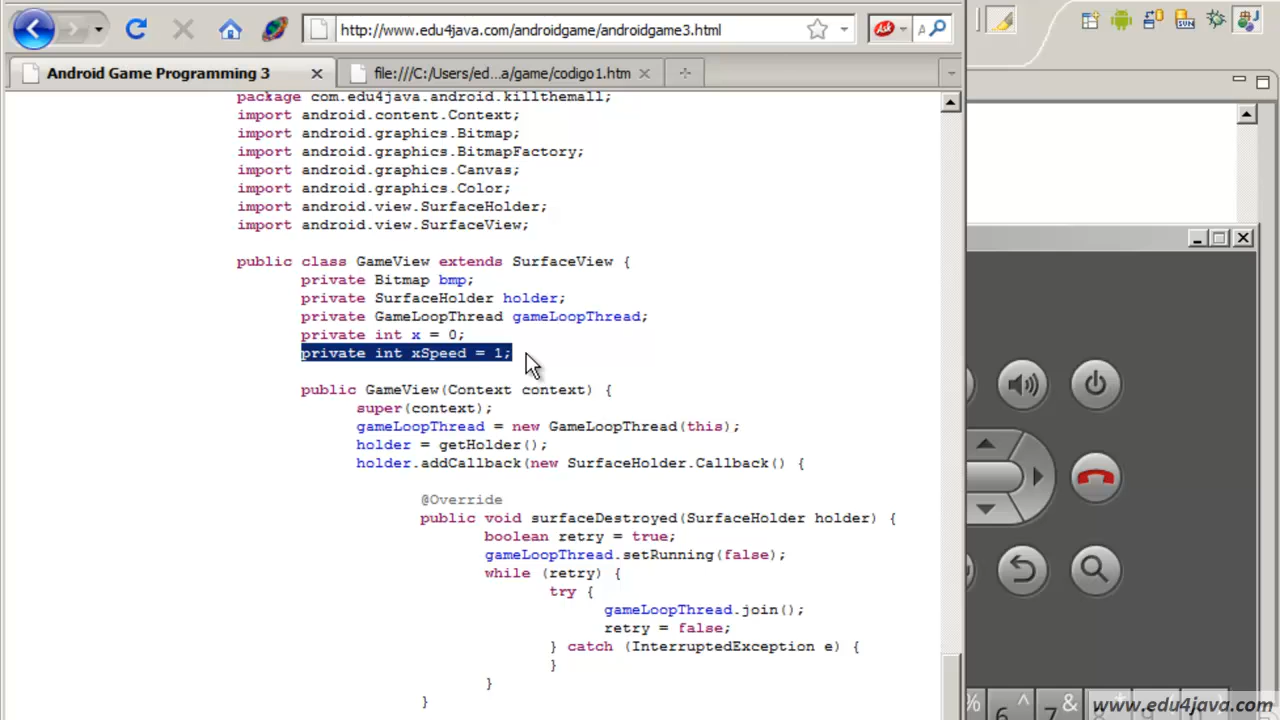 http://www.edu4java.com/androidgame/androidgame3.html
Ask
Android Game Programming 3
file:///C:/Users/ed...a/game/codigo1.htm
package com.edu4java.android.killthemall;
import android.content.Context;
import android.graphics.Bitmap;
import android.graphics.BitmapFactory;
import android.graphics.Canvas;
import android.graphics.Color;
import android.view.SurfaceHolder;
import android.view.SurfaceView;
public class GameView extends SurfaceView {
private Bitmap bmp;
private SurfaceHolder holder;
private GameLoopThread gameLoopThread;
private int x = 0;
private int xSpeed = 1;
public GameView(Context context) {
super(context);
gameLoopThread = new GameLoopThread(this);
holder = getHolder();
holder.addCallback(new SurfaceHolder.Callback() {
@Override
public void surfaceDestroyed(SurfaceHolder holder) {
boolean retry = true;
gameLoopThread.setRunning(false);
while (retry) {
try {
gameLoopThread.join();
retry = false;
} catch (InterruptedException e) {
}
}
}
% 6 ^ 7 &
www.edu4java.com